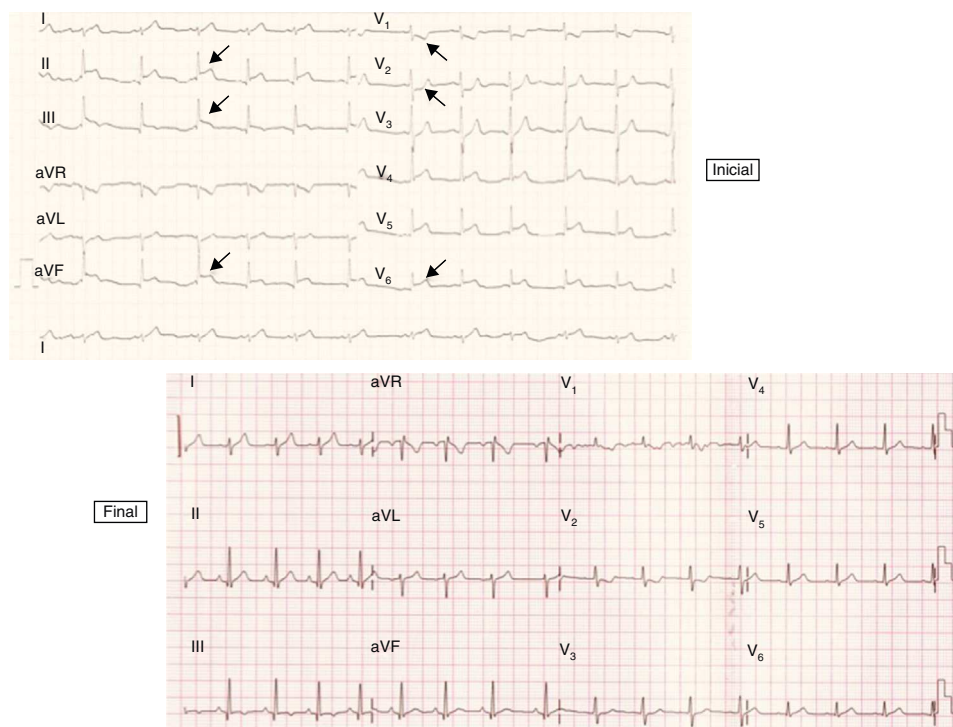 I V1
II V2
III V3
aVR V4
aVL V5
aVF V6
I
Inicial
I aVR V1 V4
Final
II aVL V2 V5
III aVF V3 V6